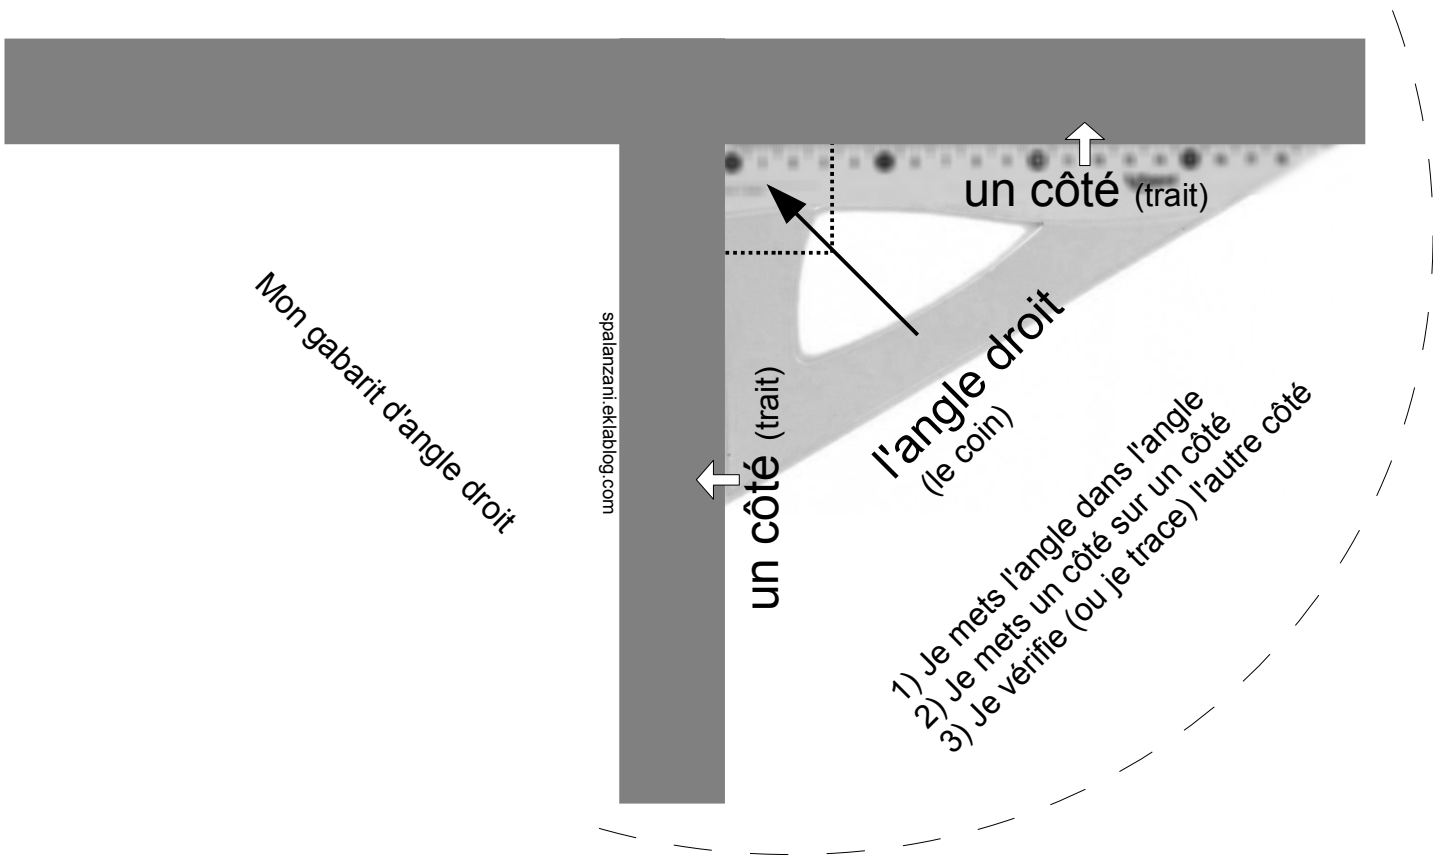 un côté (trait)
Mon gabarit d'angle droit
spalanzani.eklablog.com
un côté (trait)
l'angle droit
(le coin)
1) Je mets l'angle dans l'angle
2) Je mets un côté sur un côté
3) Je vérifie (ou je trace) l'autre côté